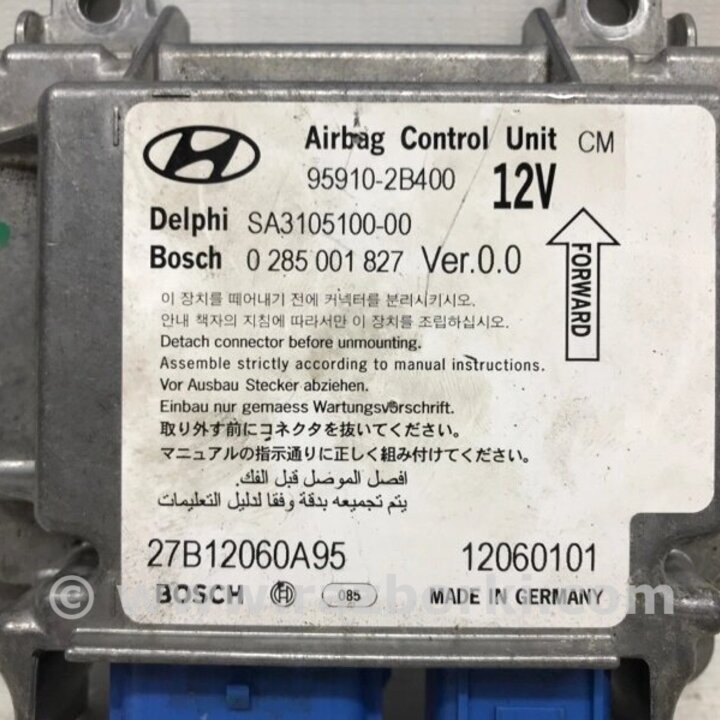 Airbag Control Unit CM
95910-2B400 12V
Delphi SA3105100-00
Bosch 0 285 001 827 Ver.0.0
FORWARD
이 장치를 떼어내기 전에 커넥터를 분리시키시오.
안내 책자의 지침에 따라서만 이 장치를 조립하십시오.
Detach connector before unmounting.
Assemble strictly according to manual instructions.
Vor Ausbau Stecker abziehen.
Einbau nur gemaess Wartungsvorschrift.
取り外す前にコネクタを抜いてください。
マニュアルの指示通りに正しく組み付けてください。
افصل الموصل قبل الفك.
يتم تجميعه بدقة وفقا لدليل التعليمات
27B12060A95 12060101
BOSCH 085 MADE IN GERMANY
© www.razborki.com